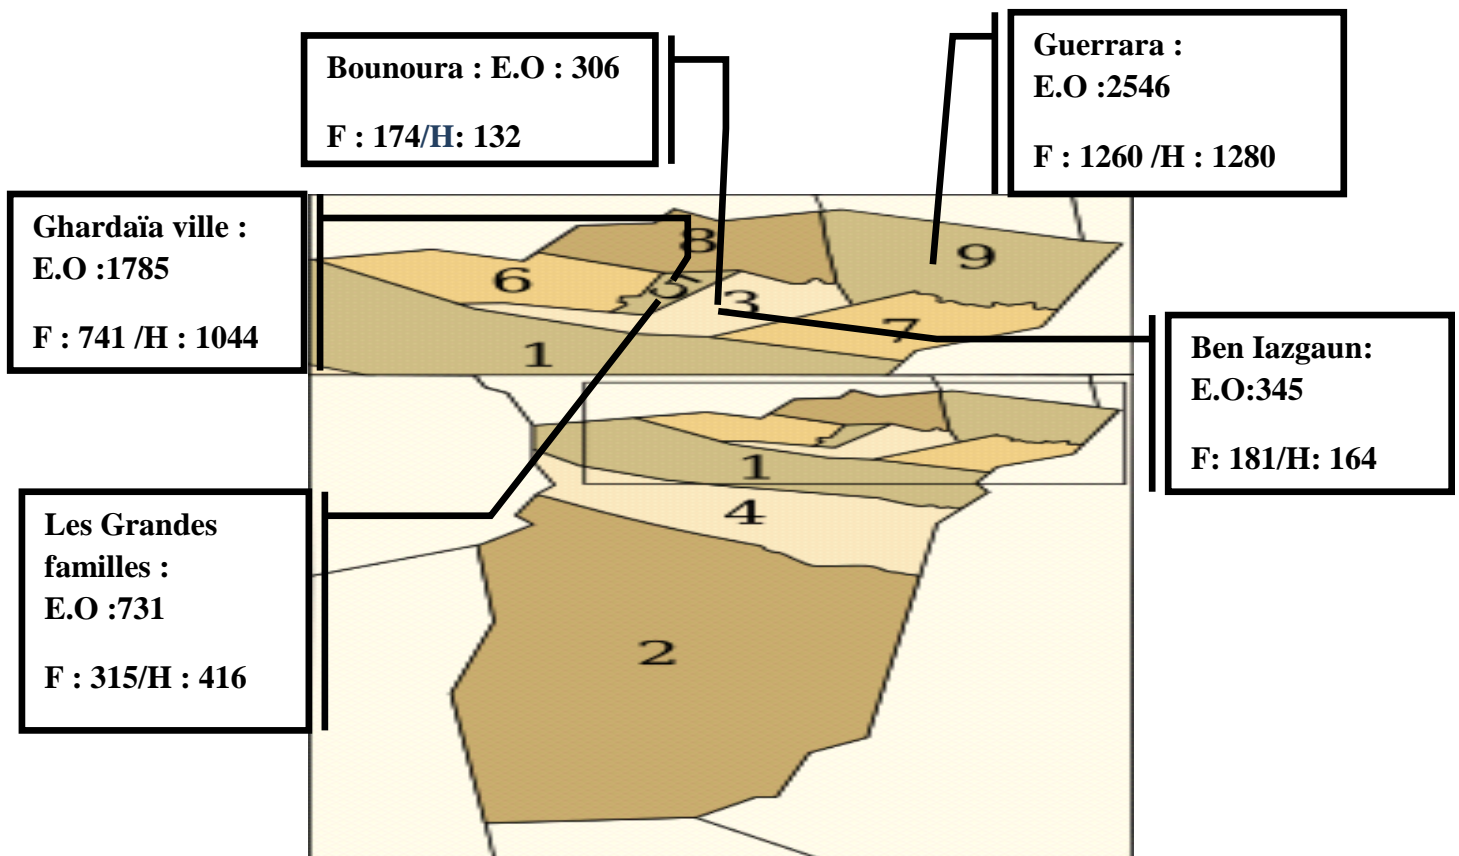 Bounoura : E.O : 306
F : 174/H: 132
Guerrara :
E.O :2546
F : 1260 /H : 1280
Ghardaïa ville :
E.O :1785
F : 741 /H : 1044
8
9
6
5
3
7
1
Ben Iazgaun:
E.O:345
F: 181/H: 164
1
4
Les Grandes
familles :
E.O :731
F : 315/H : 416
2